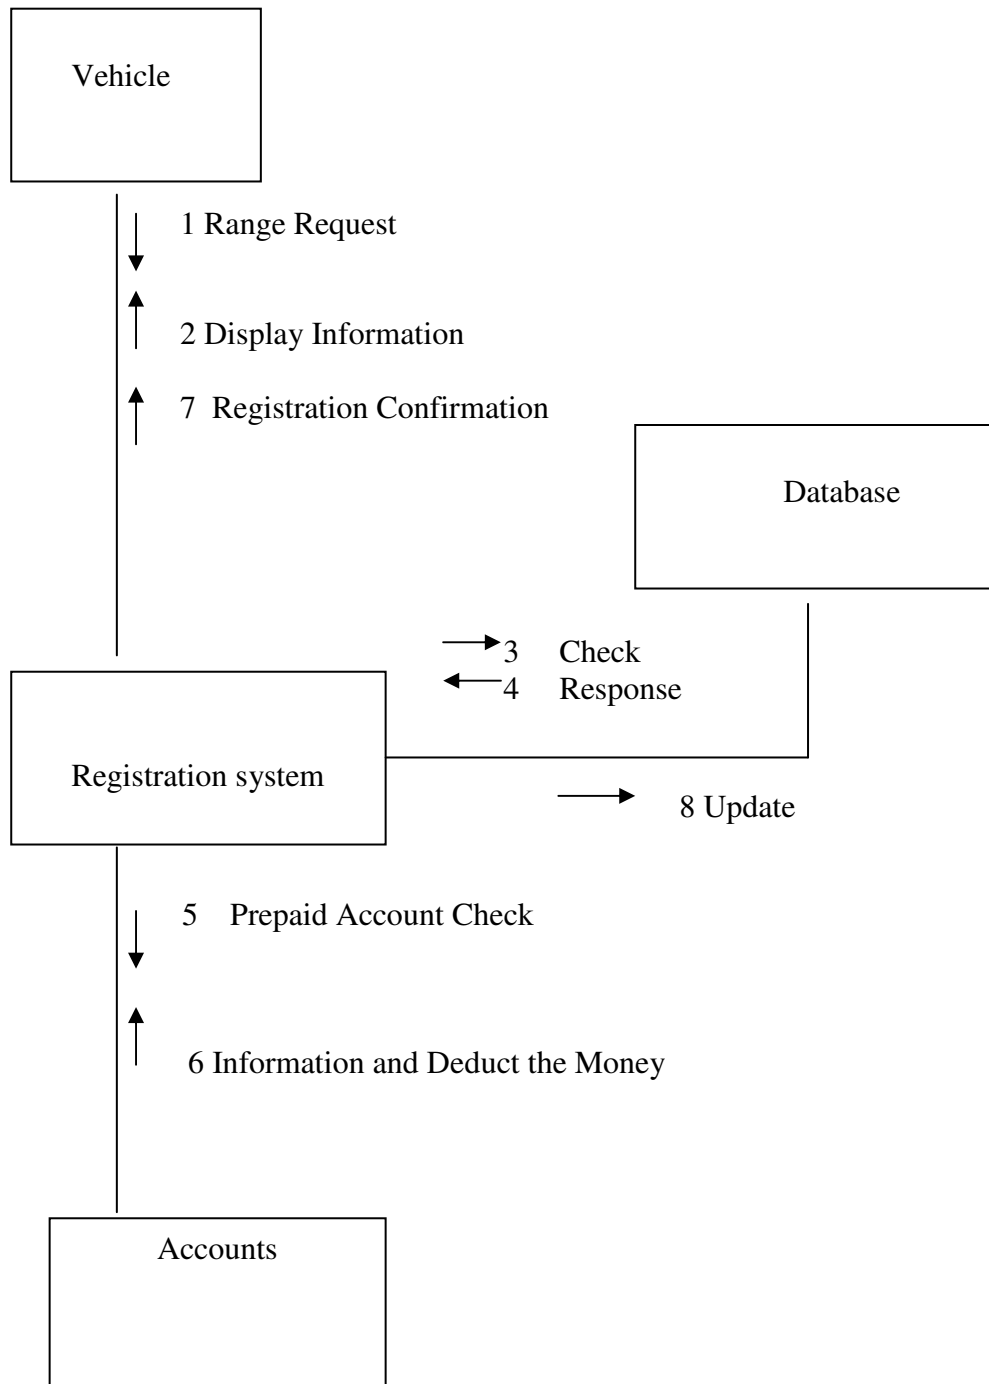 Vehicle
1 Range Request
2 Display Information
7 Registration Confirmation
Database
3 Check
4 Response
Registration system
8 Update
5 Prepaid Account Check
6 Information and Deduct the Money
Accounts